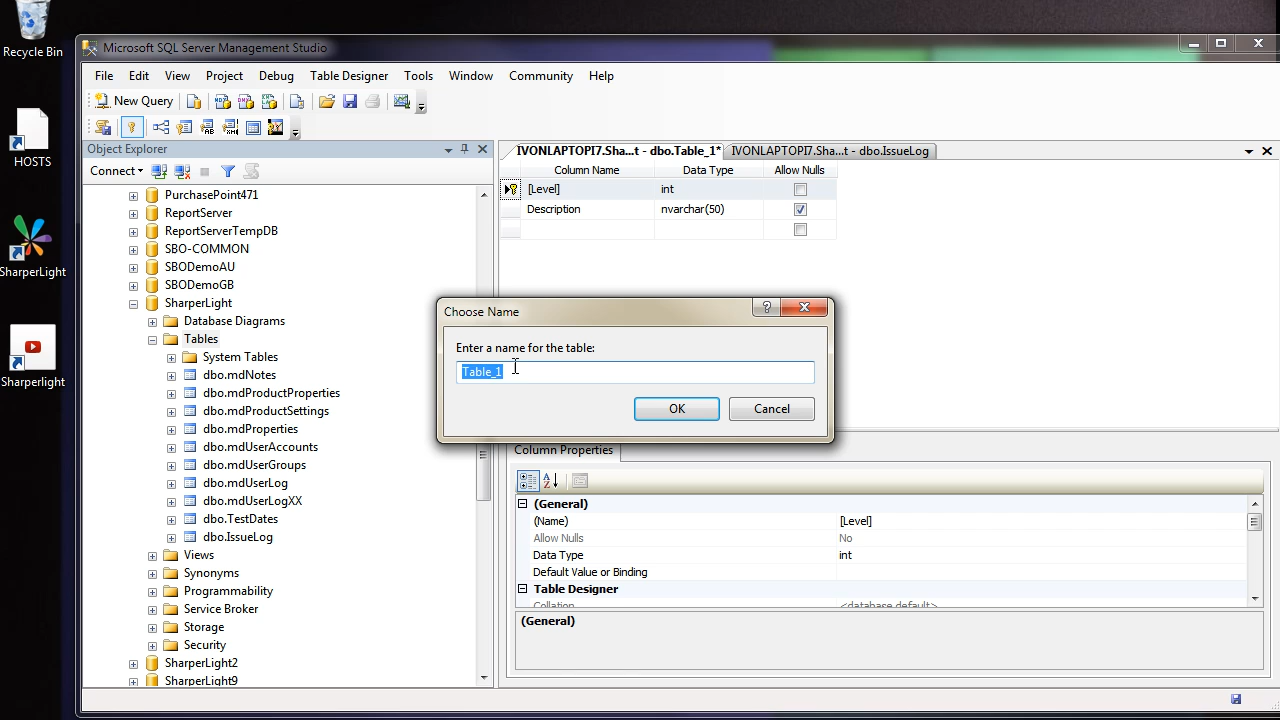 Recycle Bin
HOSTS
SharperLight
Sharperlight
Microsoft SQL Server Management Studio
File Edit View Project Debug Table Designer Tools Window Community Help
New Query
Object Explorer
Connect
PurchasePoint471
ReportServer
ReportServerTempDB
SBO-COMMON
SBODemoAU
SBODemoGB
SharperLight
Database Diagrams
Tables
System Tables
dbo.mdNotes
dbo.mdProductProperties
dbo.mdProductSettings
dbo.mdProperties
dbo.mdUserAccounts
dbo.mdUserGroups
dbo.mdUserLog
dbo.mdUserLogXX
dbo.TestDates
dbo.IssueLog
Views
Synonyms
Programmability
Service Broker
Storage
Security
SharperLight2
SharperLight9
IVONLAPTOPI7.Sha...t - dbo.Table_1* IVONLAPTOPI7.Sha...t - dbo.IssueLog
Column Name Data Type Allow Nulls
[Level] int
Description nvarchar(50)
Choose Name
Enter a name for the table:
Table_1
OK Cancel
Column Properties
(General)
(Name) [Level]
Allow Nulls No
Data Type int
Default Value or Binding
Table Designer
Collation <database default>
(General)